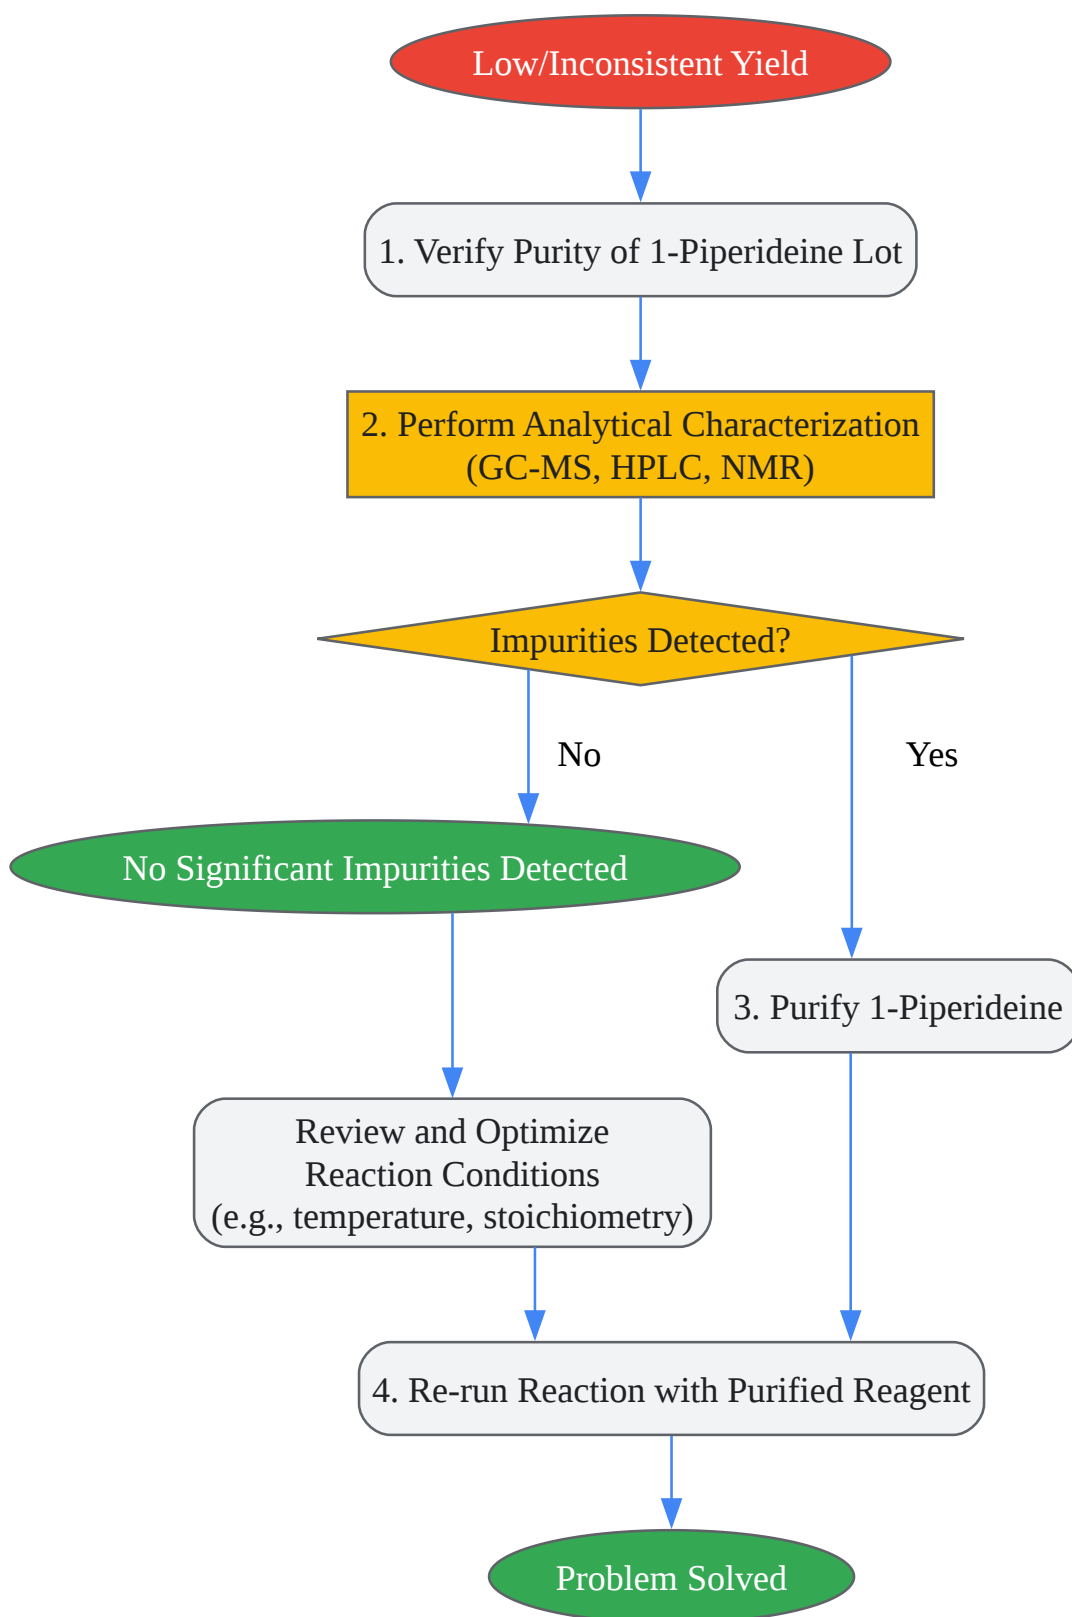 Low/Inconsistent Yield
1. Verify Purity of 1-Piperideine Lot
2. Perform Analytical Characterization
(GC-MS, HPLC, NMR)
Impurities Detected?
No
Yes
No Significant Impurities Detected
3. Purify 1-Piperideine
Review and Optimize
Reaction Conditions
(e.g., temperature, stoichiometry)
4. Re-run Reaction with Purified Reagent
Problem Solved